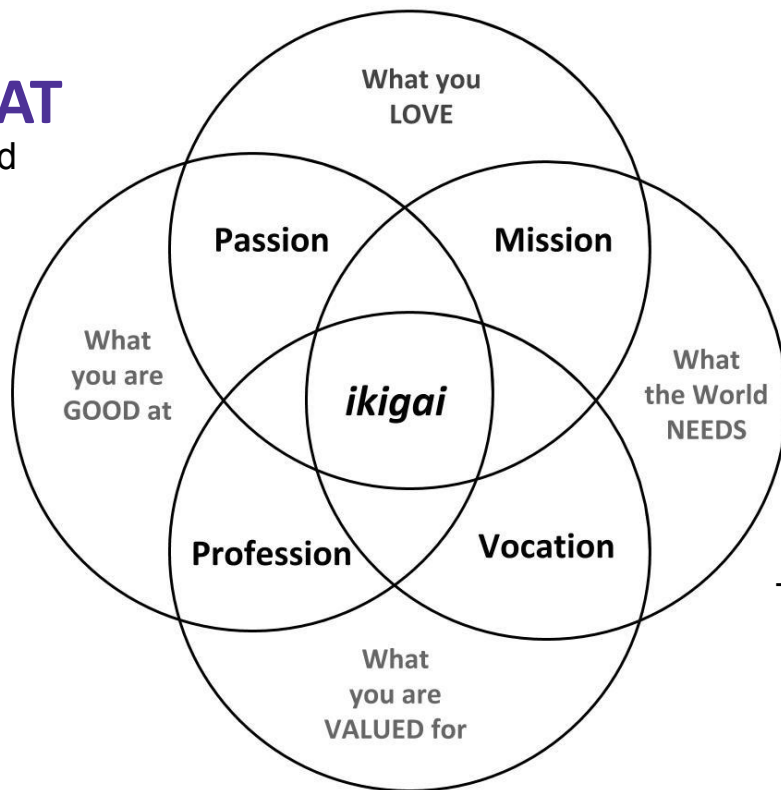 What you
LOVE
AT
d
Passion
Mission
What
you are
GOOD at
ikigai
What
the World
NEEDS
Profession
Vocation
What
you are
VALUED for